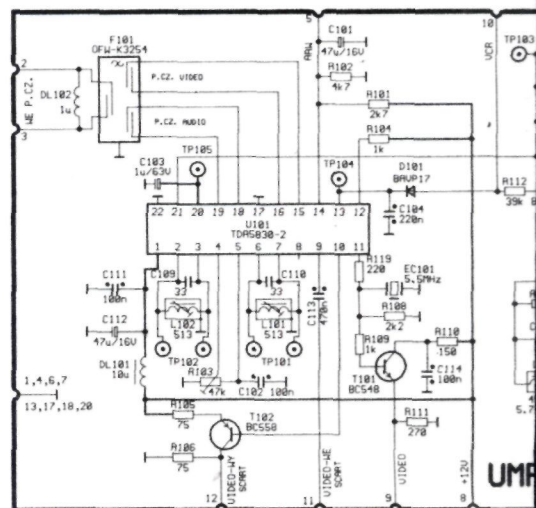 5
10
F101
OFW-K3254
C101
47u/16V
TP103
2
ARW
R102
4k7
VCR
WE P.CZ.
DL102
1u
P.CZ. VIDEO
R101
2k7
P.CZ. AUDIO
R104
1k
3
TP105
TP104
C103
1u/63V
D101
BAVP17
R112
39k
C104
220n
22 21 20 19 18 17 16 15 14 13 12
U101
TDA5830-2
1 2 3 4 5 6 7 8 9 10 11
R119
220
EC101
5.5MHz
C111
100n
C109
33
C110
33
C113
470n
R108
2k2
L102
513
L101
513
C112
47u/16V
R109
1k
R110
150
TP102
TP101
DL101
10u
R103
47k
C102 100n
T101
BC548
C114
100n
1,4,6,7
13,17,18,20
R105
75
T102
BC558
R111
270
5.7
R106
75
VIDEO-WY
SCART
VIDEO-WE
SCART
VIDEO
+12V
12
11
9
8